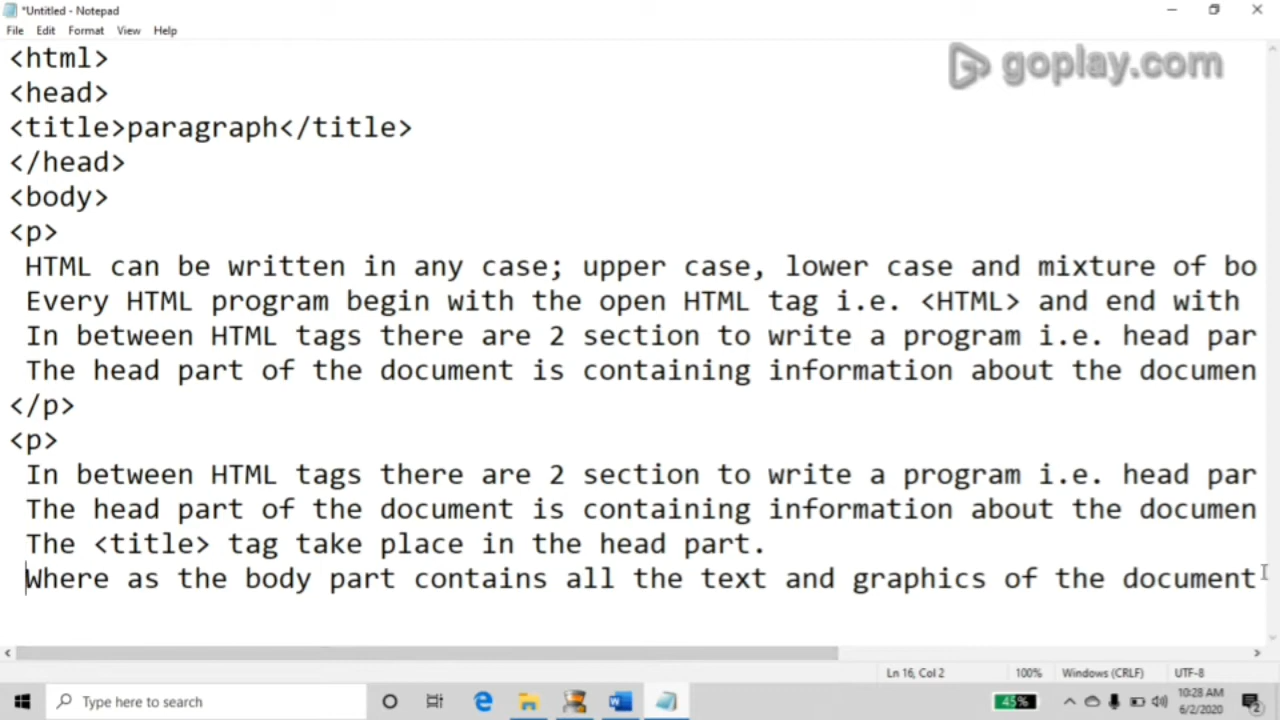 *Untitled - Notepad
File Edit Format View Help
goplay.com
<html>
<head>
<title>paragraph</title>
</head>
<body>
<p>
HTML can be written in any case; upper case, lower case and mixture of bo
Every HTML program begin with the open HTML tag i.e. <HTML> and end with
In between HTML tags there are 2 section to write a program i.e. head par
The head part of the document is containing information about the documen
</p>
<p>
In between HTML tags there are 2 section to write a program i.e. head par
The head part of the document is containing information about the documen
The <title> tag take place in the head part.
Where as the body part contains all the text and graphics of the document
Ln 16, Col 2 100% Windows (CRLF) UTF-8
Type here to search 45% 10:28 AM
6/2/2020 2